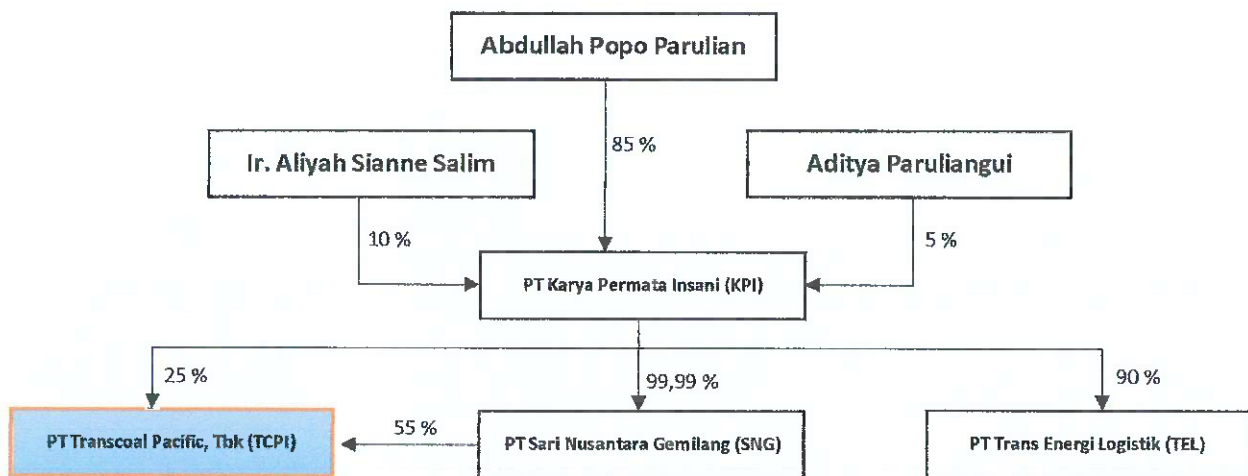 Abdullah Popo Parulian
85 %
Ir. Aliyah Sianne Salim
Aditya Paruliangui
10 %
5 %
PT Karya Permata Insani (KPI)
25 %
99,99 %
90 %
PT Transcoal Pacific, Tbk (TCPI)
55 %
PT Sari Nusantara Gemilang (SNG)
PT Trans Energi Logistik (TEL)